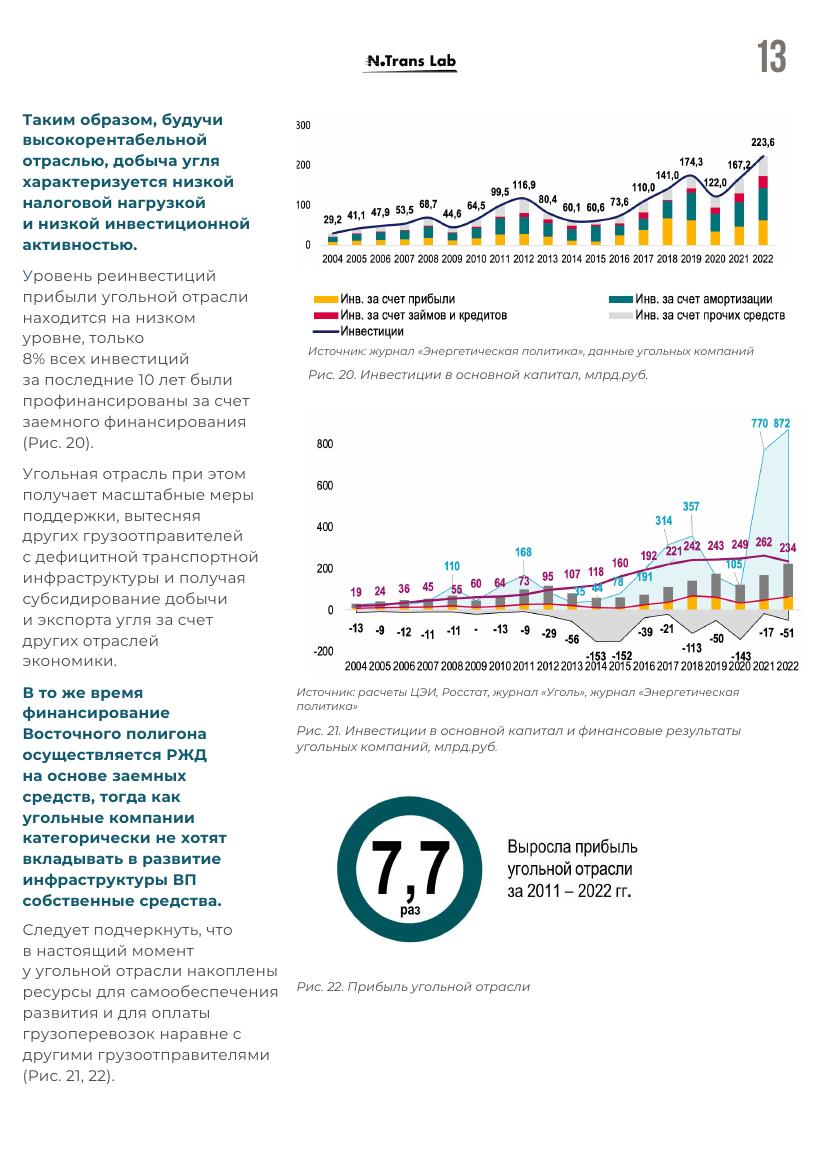 N.Trans Lab
13
Таким образом, будучи
высокорентабельной
отраслью, добыча угля
характеризуется низкой
налоговой нагрузкой
и низкой инвестиционной
активностью.
Уровень реинвестиций
прибыли угольной отрасли
находится на низком
уровне, только
8% всех инвестиций
за последние 10 лет были
профинансированы за счет
заемного финансирования
(Рис. 20).
Угольная отрасль при этом
получает масштабные меры
поддержки, вытесняя
других грузоотправителей
с дефицитной транспортной
инфраструктуры и получая
субсидирование добычи
и экспорта угля за счет
других отраслей
экономики.
В то же время
финансирование
Восточного полигона
осуществляется РЖД
на основе заемных
средств, тогда как
угольные компании
категорически не хотят
вкладывать в развитие
инфраструктуры ВП
собственные средства.
Следует подчеркнуть, что
в настоящий момент
у угольной отрасли накоплены
ресурсы для самообеспечения
развития и для оплаты
грузоперевозок наравне с
другими грузоотправителями
(Рис. 21, 22).
300
200
100
0
29,2 41,1 47,9 53,5 68,7 44,6 64,5 99,5 116,9 80,4 60,1 60,6 73,6 110,0 141,0 174,3 122,0 167,2 223,6
2004 2005 2006 2007 2008 2009 2010 2011 2012 2013 2014 2015 2016 2017 2018 2019 2020 2021 2022
Инв. за счет прибыли
Инв. за счет амортизации
Инв. за счет займов и кредитов
Инв. за счет прочих средств
Инвестиции
Источник: журнал «Энергетическая политика», данные угольных компаний
Рис. 20. Инвестиции в основной капитал, млрд.руб.
800
600
400
200
0
-200
110 168 35 44 78 191 314 357 105 770 872
19 24 36 45 55 60 64 73 95 107 118 160 192 221 242 243 249 262 234
-13 -9 -12 -11 -11 - -13 -9 -29 -56 -153 -152 -39 -21 -113 -50 -143 -17 -51
2004 2005 2006 2007 2008 2009 2010 2011 2012 2013 2014 2015 2016 2017 2018 2019 2020 2021 2022
Источник: расчеты ЦЭИ, Росстат, журнал «Уголь», журнал «Энергетическая
политика»
Рис. 21. Инвестиции в основной капитал и финансовые результаты
угольных компаний, млрд.руб.
7,7
раз
Выросла прибыль
угольной отрасли
за 2011 – 2022 гг.
Рис. 22. Прибыль угольной отрасли